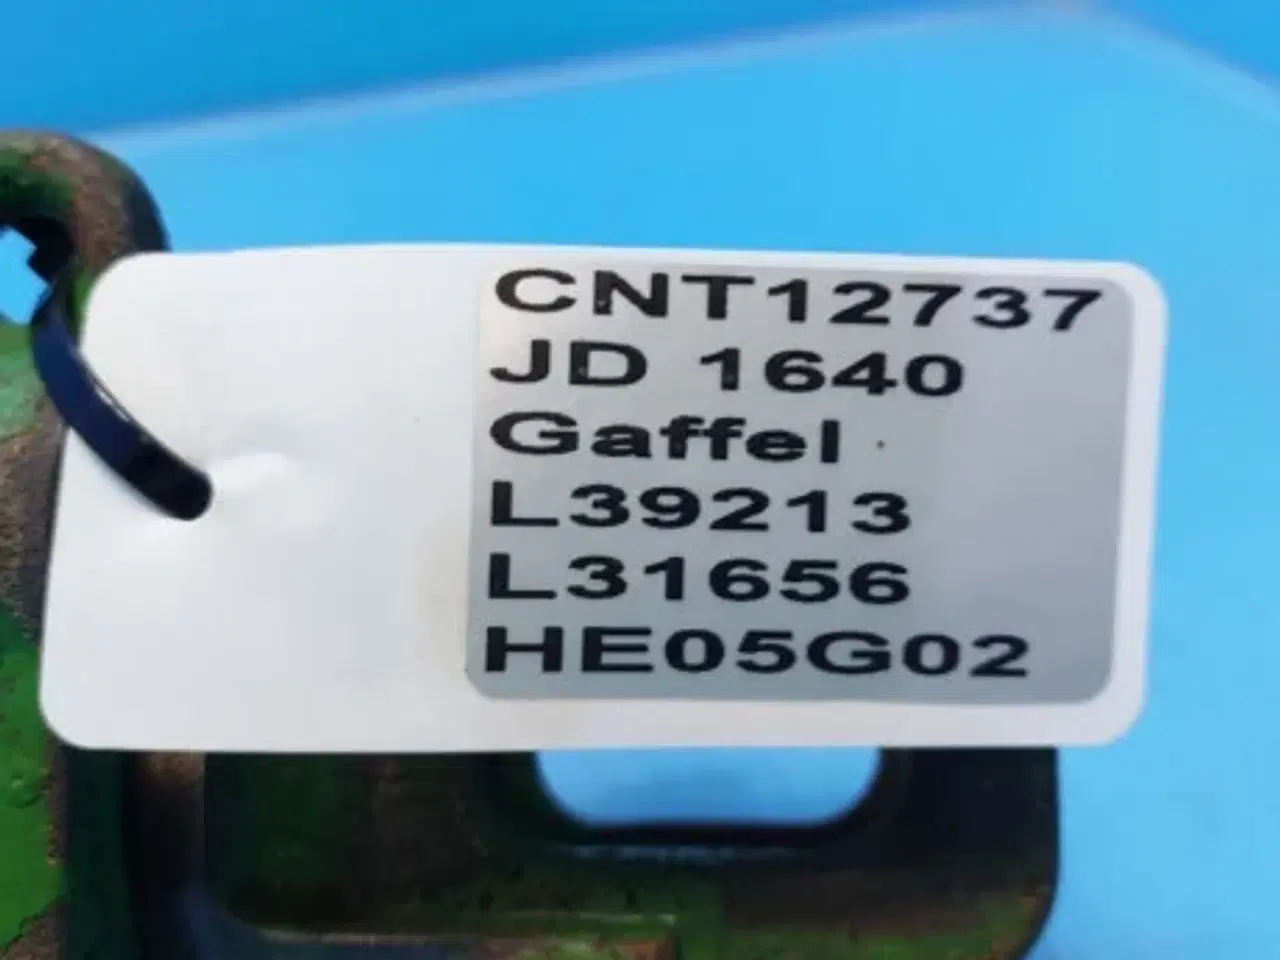 CNT12737
JD 1640
Gaffel
L39213
L31656
HE05G02